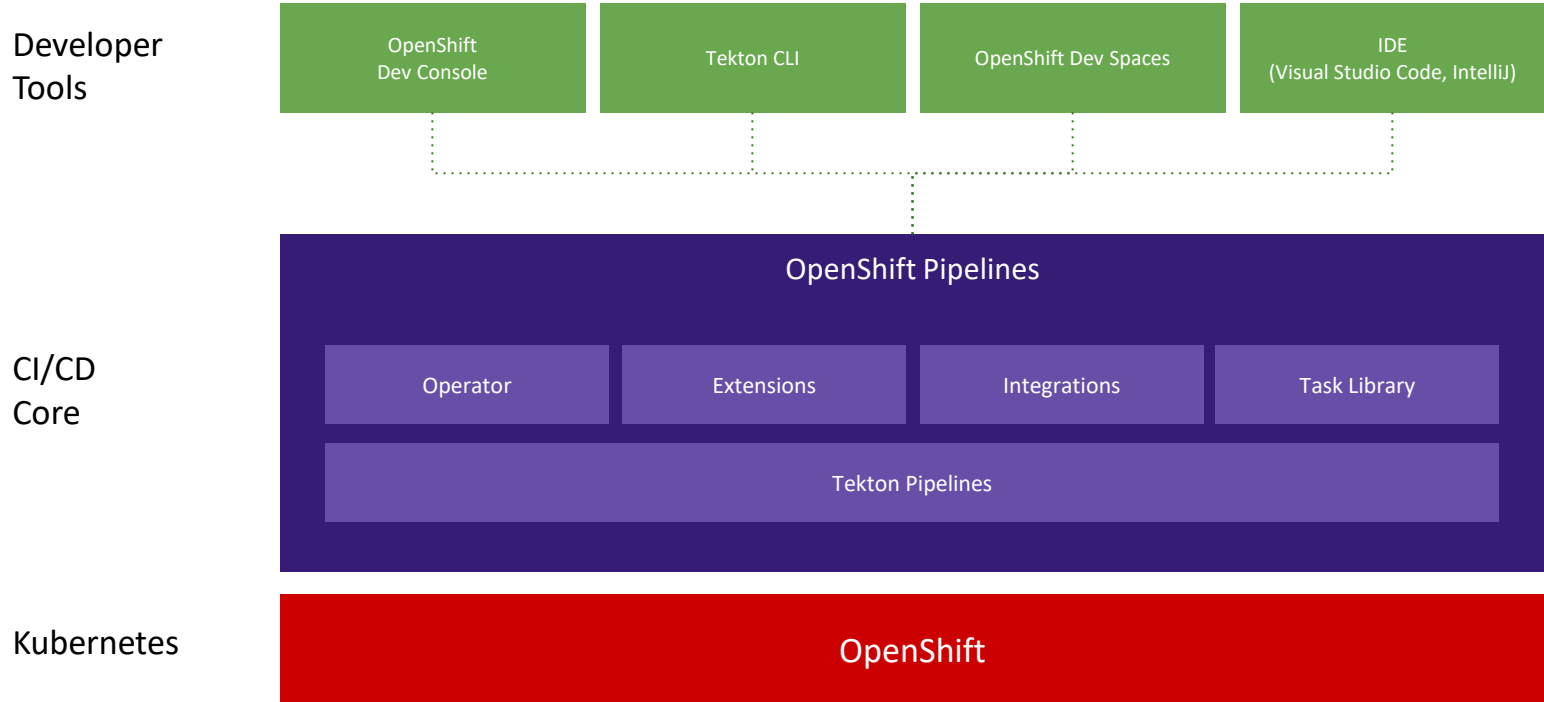 Developer
Tools
OpenShift
Dev Console
Tekton CLI
OpenShift Dev Spaces
IDE
(Visual Studio Code, IntelliJ)
OpenShift Pipelines
CI/CD
Core
Operator
Extensions
Integrations
Task Library
Tekton Pipelines
Kubernetes
OpenShift